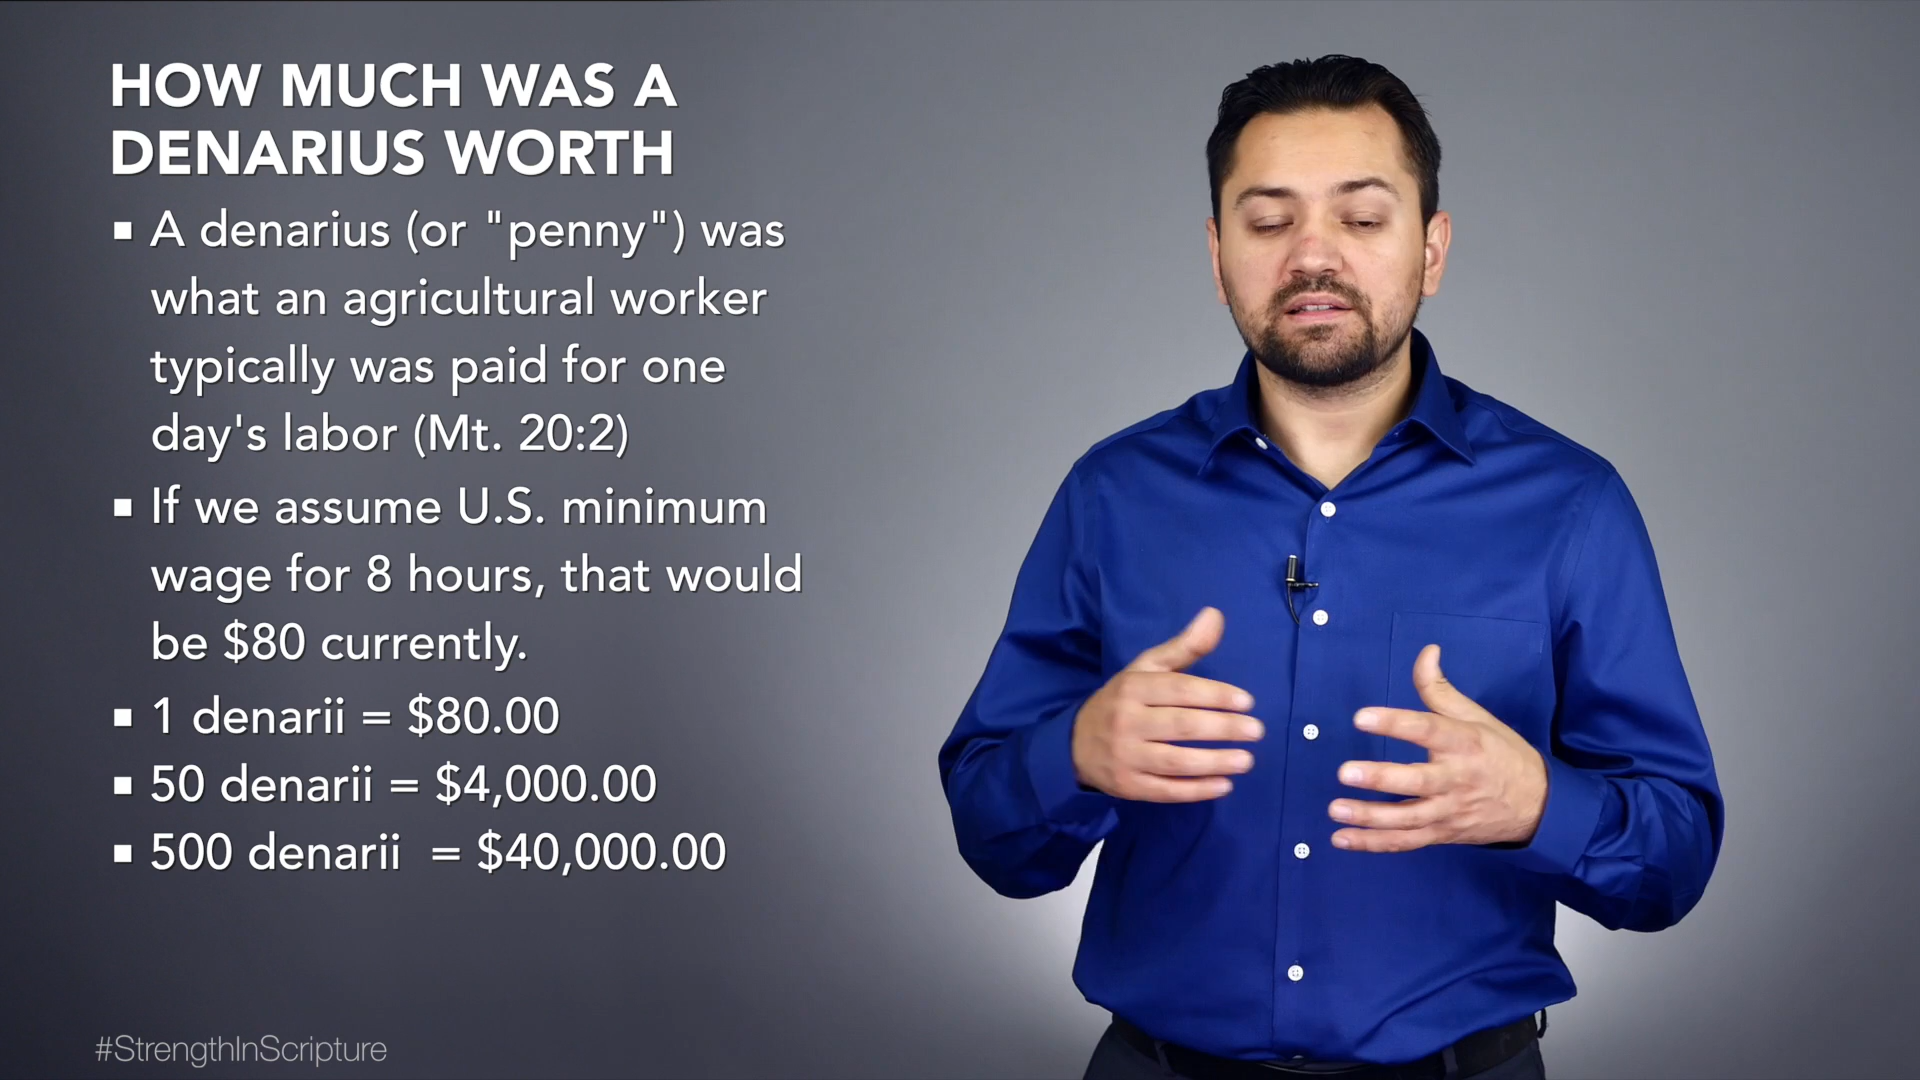 HOW MUCH WAS A
DENARIUS WORTH
▪ A denarius (or "penny") was
what an agricultural worker
typically was paid for one
day's labor (Mt. 20:2)
▪ If we assume U.S. minimum
wage for 8 hours, that would
be $80 currently.
▪ 1 denarii = $80.00
▪ 50 denarii = $4,000.00
▪ 500 denarii  = $40,000.00
#StrengthInScripture